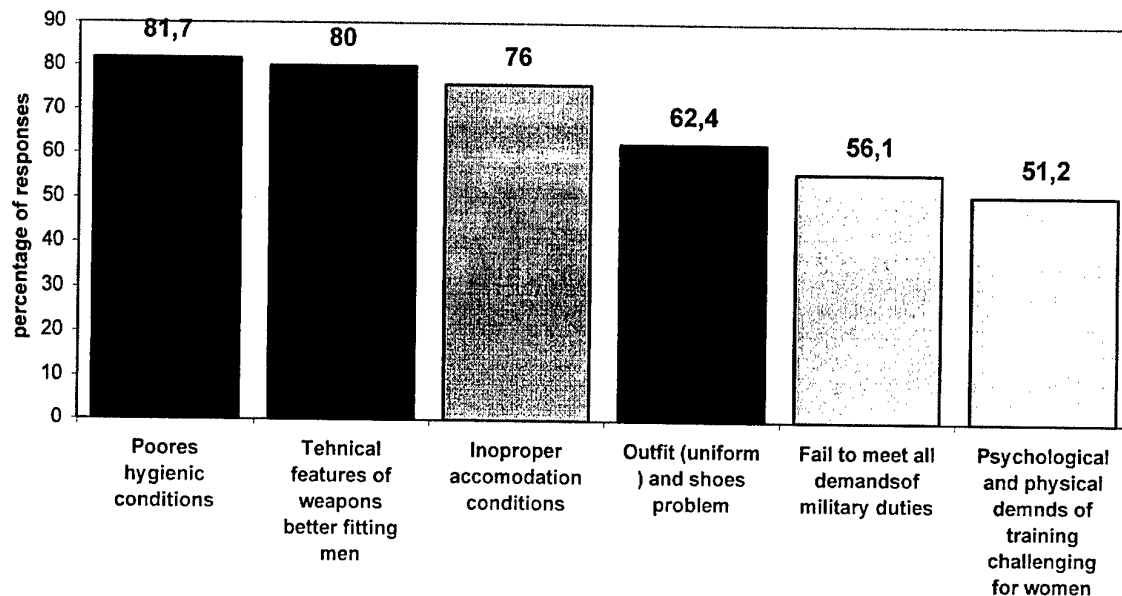 90
80
70
60
50
40
30
20
10
0
percentage of responses
81,7
80
76
62,4
56,1
51,2
Poores
hygienic
conditions
Tehnical
features of
weapons
better fitting
men
Inoproper
accomodation
conditions
Outfit (uniform
) and shoes
problem
Fail to meet all
demandsof
military duties
Psychological
and physical
demnds of
training
challenging
for women